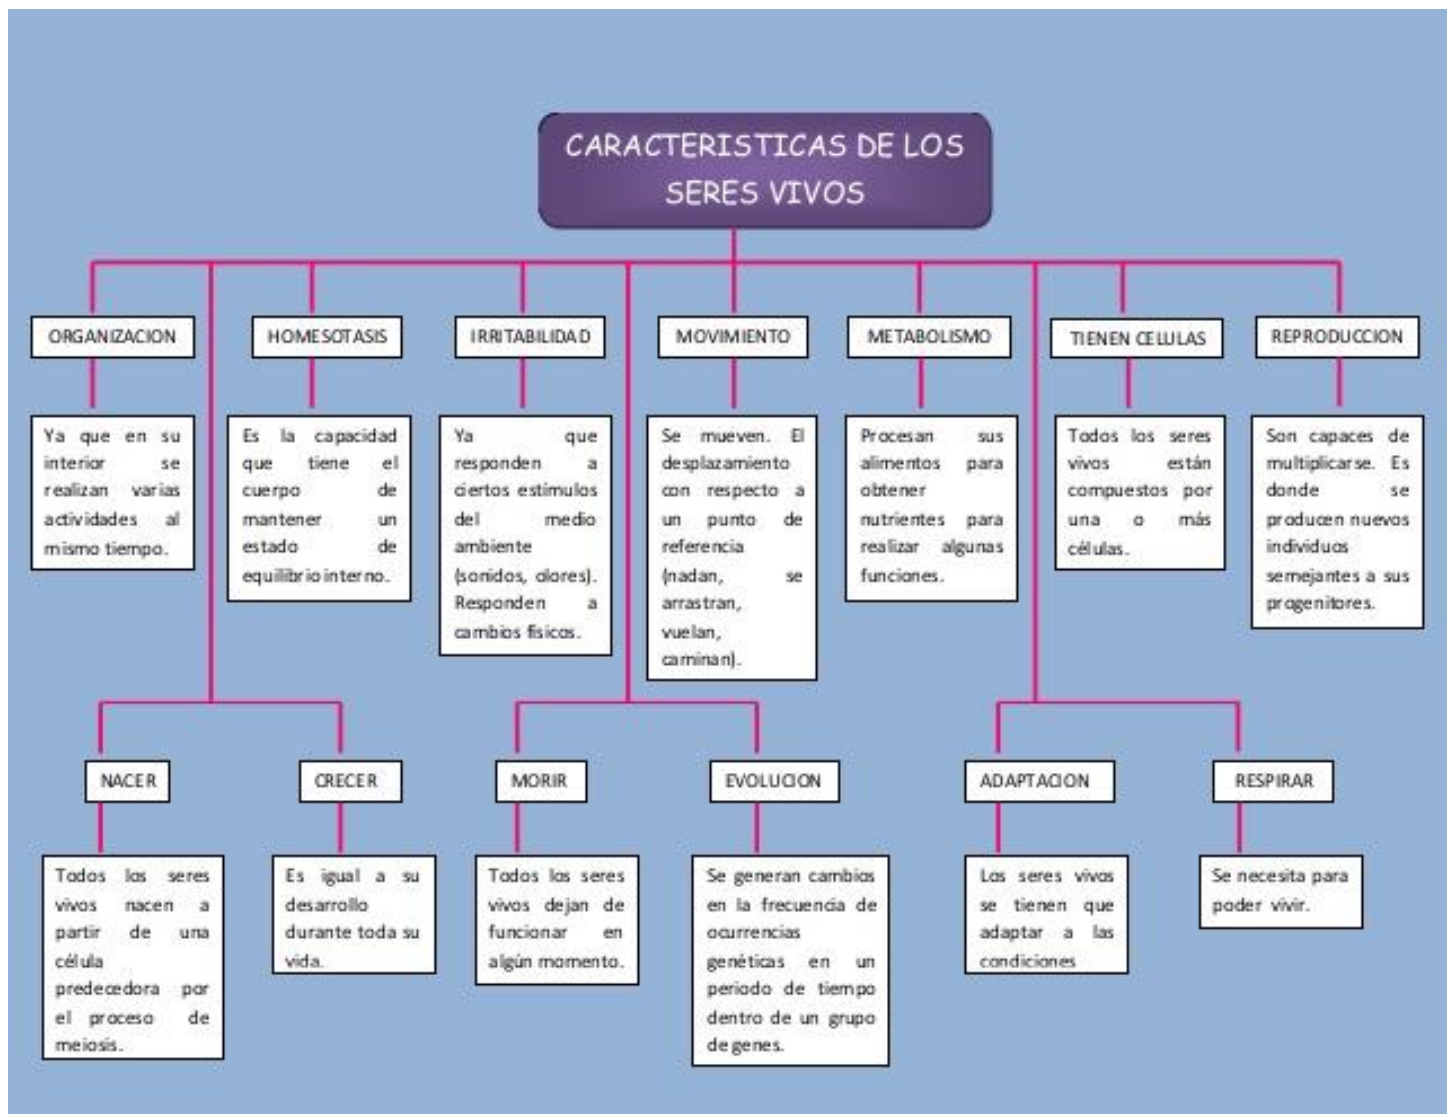 CARACTERISTICAS DE LOS
SERES VIVOS
ORGANIZACION
HOMESOTASIS
IRRITABILIDAD
MOVIMIENTO
METABOLISMO
TIENEN CELULAS
REPRODUCCION
Ya que en su
interior se
realizan varias
actividades al
mismo tiempo.
Es la capacidad
que tiene el
cuerpo de
mantener un
estado de
equilibrio interno.
Ya que
responden a
ciertos estímulos
del medio
ambiente
(sonidos, olores).
Responden a
cambios físicos.
Se mueven. El
desplazamiento
con respecto a
un punto de
referencia
(nadan, se
arrastran,
vuelan,
caminan).
Procesan sus
alimentos para
obtener
nutrientes para
realizar algunas
funciones.
Todos los seres
vivos están
compuestos por
una o más
células.
Son capaces de
multiplicarse. Es
donde se
producen nuevos
individuos
semejantes a sus
progenitores.
NACER
CRECER
MORIR
EVOLUCION
ADAPTACION
RESPIRAR
Todos los seres
vivos nacen a
partir de una
célula
predecedora por
el proceso de
meiosis.
Es igual a su
desarrollo
durante toda su
vida.
Todos los seres
vivos dejan de
funcionar en
algún momento.
Se generan cambios
en la frecuencia de
ocurrencias
genéticas en un
periodo de tiempo
dentro de un grupo
de genes.
Los seres vivos
se tienen que
adaptar a las
condiciones
Se necesita para
poder vivir.